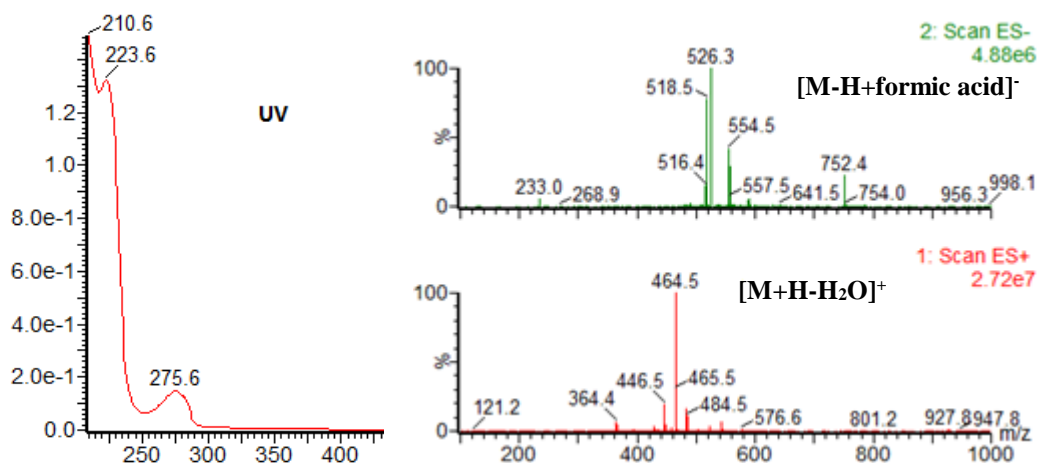 210.6
223.6
UV
275.6
1.2
1.0
8.0e-1
6.0e-1
4.0e-1
2.0e-1
0.0
250 300 350 400
2: Scan ES-
4.88e6
[M-H+formic acid]-
100
%
0
526.3
518.5
554.5
516.4
233.0
268.9
557.5
641.5
752.4
754.0
956.3
998.1
400 600 800 1000
1: Scan ES+
2.72e7
[M+H-H₂O]⁺
100
%
0
464.5
446.5
465.5
364.4
484.5
121.2
576.6
801.2
927.8
947.8
200 400 600 800 1000
m/z